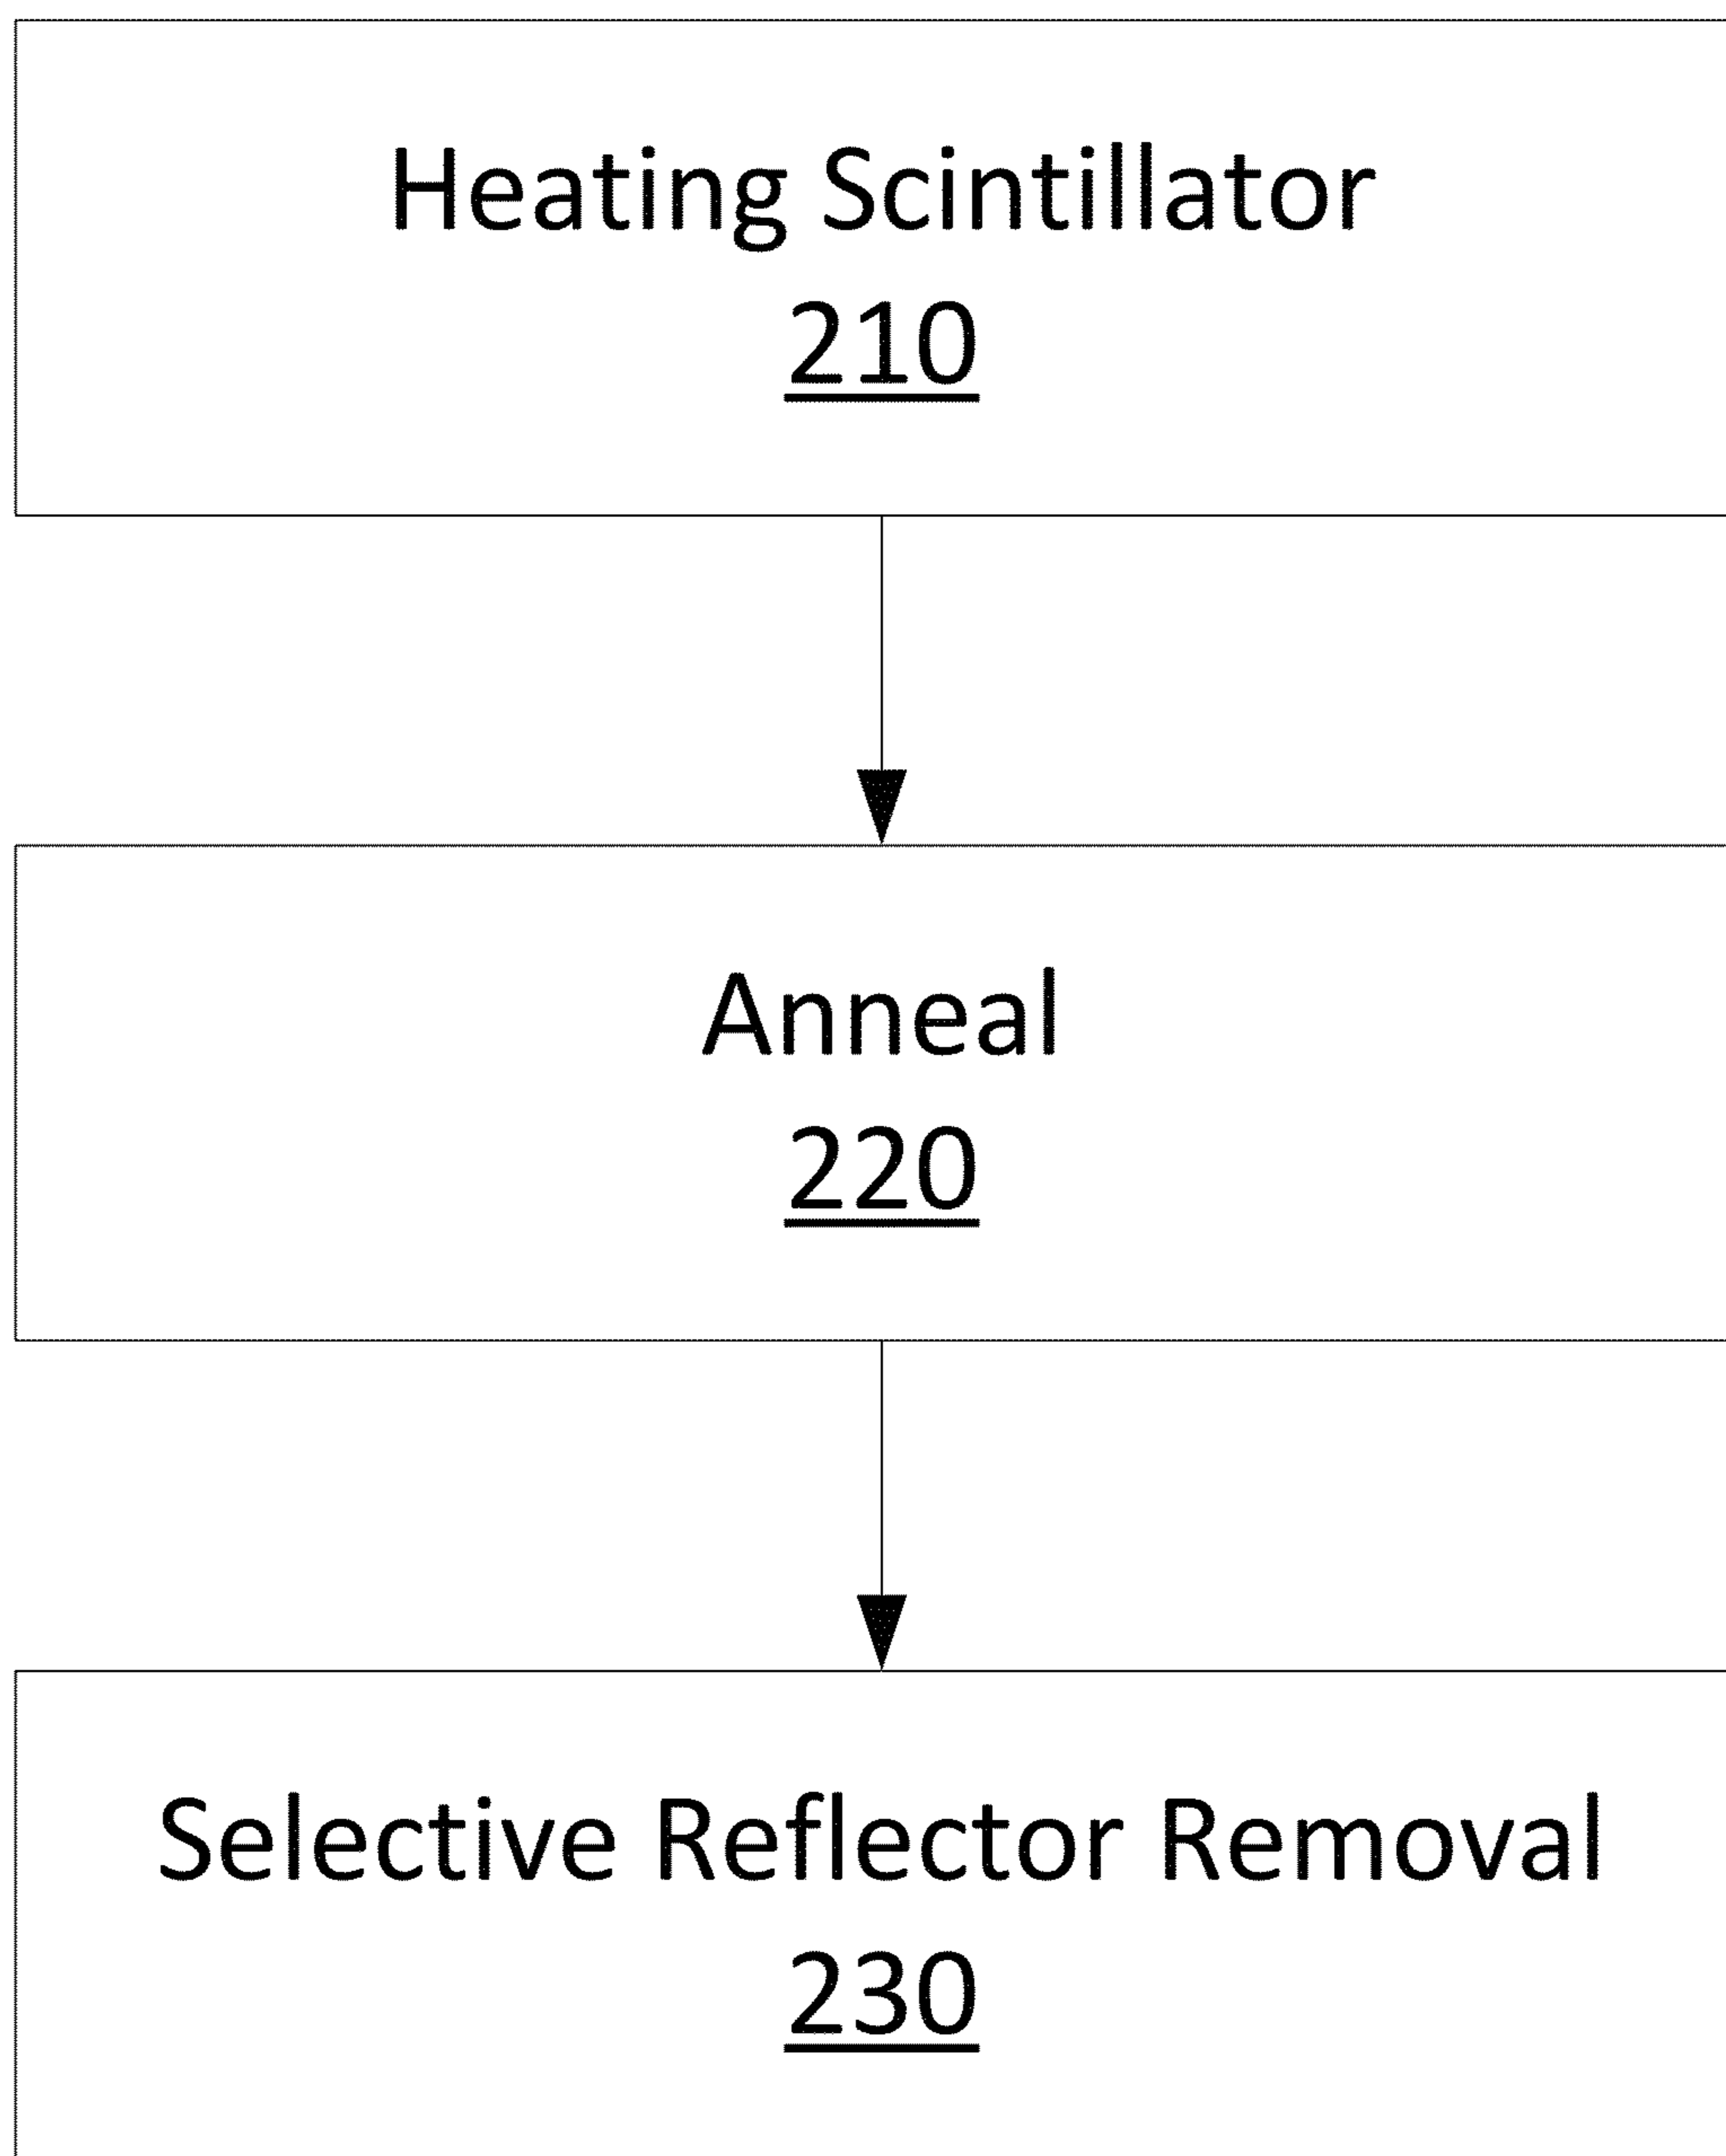 Heating Scintillator
210
Anneal
220
Selective Reflector Removal
230